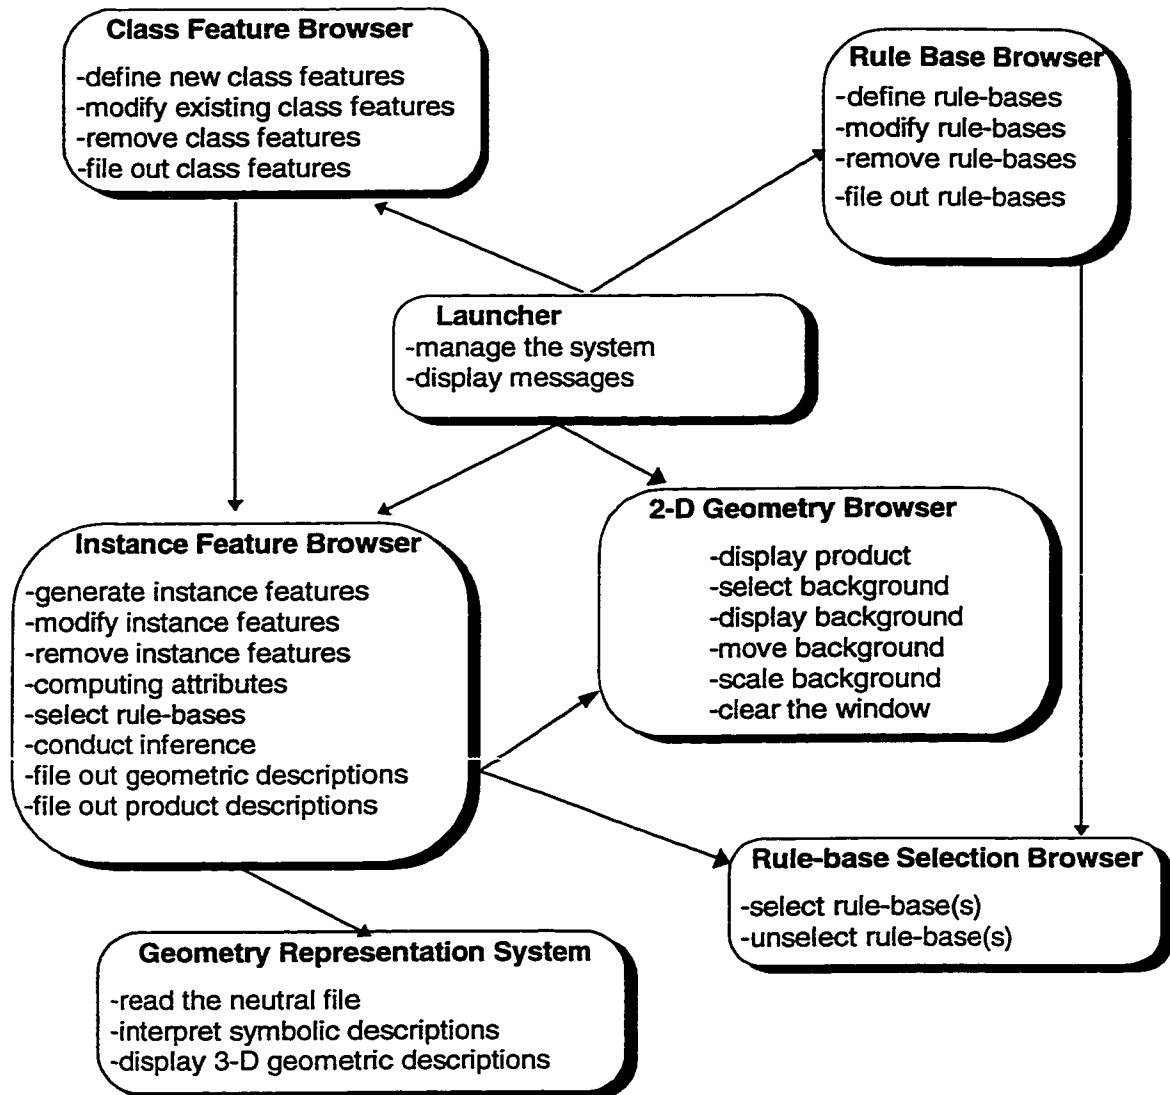 Class Feature Browser
-define new class features
-modify existing class features
-remove class features
-file out class features
Rule Base Browser
-define rule-bases
-modify rule-bases
-remove rule-bases
-file out rule-bases
Launcher
-manage the system
-display messages
2-D Geometry Browser
-display product
-select background
-display background
-move background
-scale background
-clear the window
Instance Feature Browser
-generate instance features
-modify instance features
-remove instance features
-computing attributes
-select rule-bases
-conduct inference
-file out geometric descriptions
-file out product descriptions
Rule-base Selection Browser
-select rule-base(s)
-unselect rule-base(s)
Geometry Representation System
-read the neutral file
-interpret symbolic descriptions
-display 3-D geometric descriptions